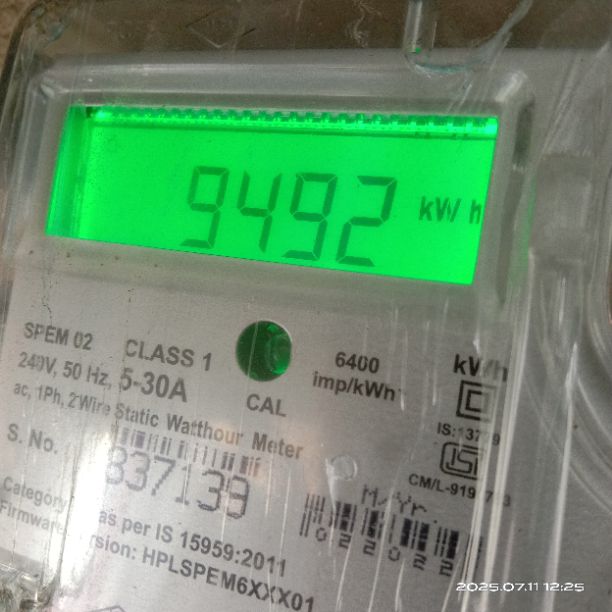 9492 kWh
SPEM 02
CLASS 1
6400
imp/kWh
kWh
240V, 50 Hz, 5-30A
CAL
ac, 1Ph, 2 Wire Static Watthour Meter
S. No.
837139
CM/L-919
M/Yr.
Category
as per IS 15959:2011
Firmware
HPLSPEM6XXX01
2025.07.11 12:25